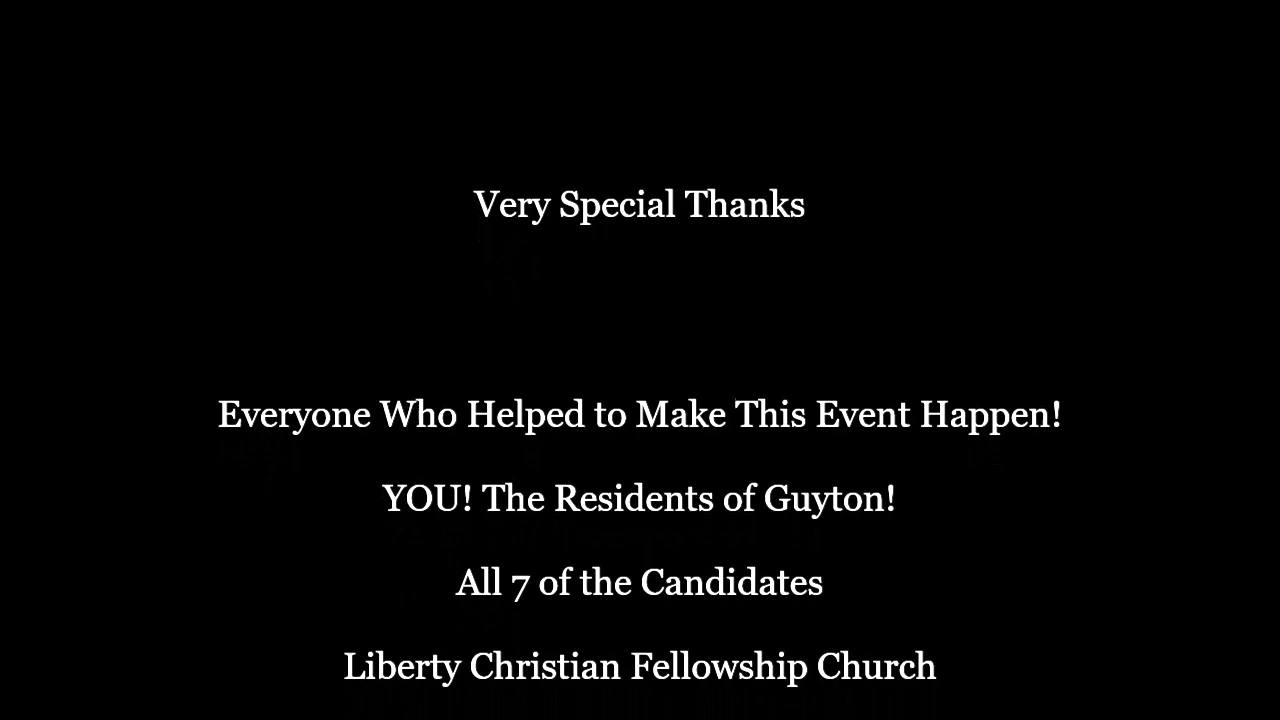 Very Special Thanks
Everyone Who Helped to Make This Event Happen!
YOU! The Residents of Guyton!
All 7 of the Candidates
Liberty Christian Fellowship Church